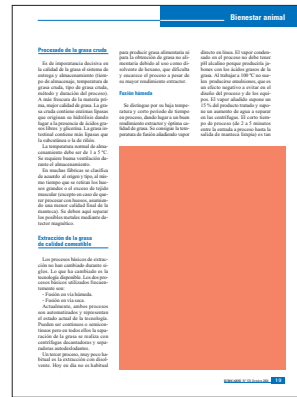 Bienestar animal
Procesado de la grasa cruda
Es de importancia decisiva en
la calidad de la grasa el sistema de
entrega y almacenamiento (tiem-
po de almacenaje, temperatura de
grasa cruda, tipo de grasa cruda,
método y duración del proceso).
A más frescura de la materia pri-
ma, mejor calidad de grasa. La gra-
sa cruda contiene enzimas lipasas
que originan su hidrólisis dando
lugar a la presencia de ácidos gra-
sos libres y glicerina. La grasa in-
testinal contiene más lipasas que
la subcutánea o la de riñón.
La temperatura normal de alma-
cenamiento debe ser de 1 a 5 °C.
Se requiere buena ventilación du-
rante el almacenamiento.
En muchas fábricas se clasifica
de acuerdo al origen y tipo, al mis-
mo tiempo que se retiran los hue-
sos grandes o el exceso de tejido
muscular (excepto en caso de que-
rer procesar con huesos, asumien-
do una menor calidad final de la
manteca). Se deben aquí separar
los posibles metales mediante de-
tector magnético.
Extracción de la grasa
de calidad comestible
Los procesos básicos de extrac-
ción no han cambiado durante si-
glos. Lo que ha cambiado es la
tecnología disponible. Los dos pro-
cesos básicos utilizados frecuen-
temente son:
- Fusión en vía húmeda.
- Fusión en vía seca.
Actualmente, ambos procesos
son automatizados y representan
el estado actual de la tecnología.
Pueden ser continuos o semicon-
tinuos pero en todos ellos la sepa-
ración de la grasa se realiza con
centrífugas decantadoras y sepa-
radoras autodeslodantes.
Un tercer proceso, muy poco ha-
bitual es la extracción con disol-
vente. Hoy en día no es habitual
para producir grasa alimentaria ni
para la obtención de grasa no ali-
mentaria debido al uso como di-
solvente de hexano, que dificulta
y encarece el proceso a pesar de
su mayor rendimiento extractor.
Fusión húmeda
Se distingue por su baja tempe-
ratura y corto periodo de tiempo
en proceso, dando lugar a un buen
rendimiento extractor y óptima ca-
lidad de grasa. Se consigue la tem-
peratura de fusión añadiendo vapor
directo en línea. El vapor conden-
sado en el proceso no debe tener
pH alcalino porque produciría ja-
bones con los ácidos grasos de la
grasa. Al trabajar a 100 °C no sue-
len producirse emulsiones, que es
un efecto negativo a evitar en el
diseño del proceso y de los equi-
pos. El vapor añadido supone un
15 % del producto tratado y supo-
ne un aumento de agua a separar
en las centrífugas. El corto tiem-
po de proceso (de 2 a 5 minutos
entre la entrada a proceso hasta la
salida de manteca limpia) es tan
19